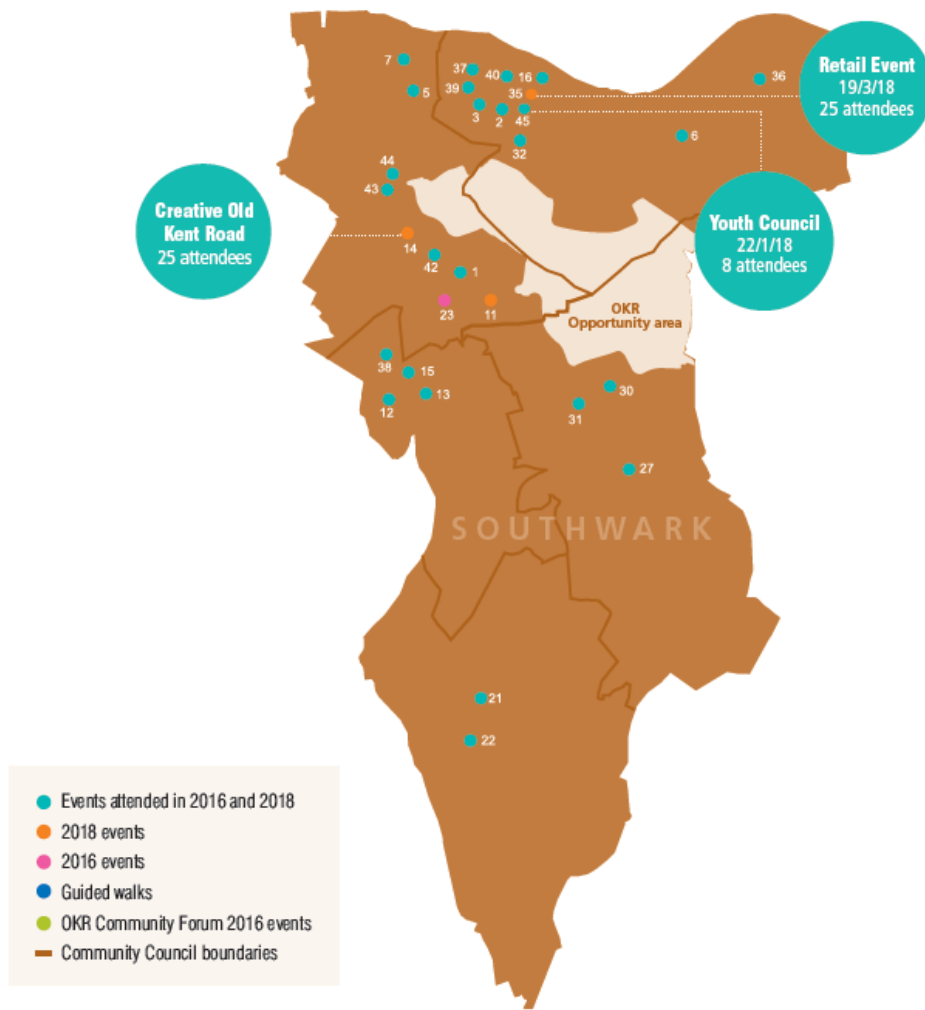 7
5
37
40
16
39
35
3
2
45
32
36
6
Retail Event
19/3/18
25 attendees
44
43
Creative Old
Kent Road
25 attendees
14
42
1
23
11
Youth Council
22/1/18
8 attendees
OKR
Opportunity area
38
15
13
12
30
31
27
SOUTHWARK
21
22
Events attended in 2016 and 2018
2018 events
2016 events
Guided walks
OKR Community Forum 2016 events
Community Council boundaries